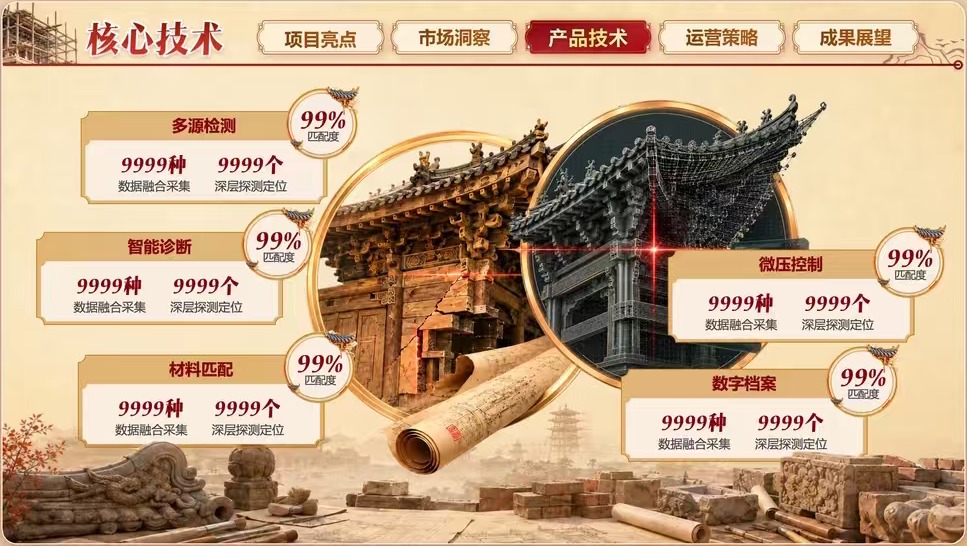 核心技术
项目亮点
市场洞察
产品技术
运营策略
成果展望
多源检测
99%
匹配度
9999种
9999个
数据融合采集
深层探测定位
智能诊断
99%
匹配度
9999种
9999个
数据融合采集
深层探测定位
材料匹配
99%
匹配度
9999种
9999个
数据融合采集
深层探测定位
微压控制
99%
匹配度
9999种
9999个
数据融合采集
深层探测定位
数字档案
99%
匹配度
9999种
9999个
数据融合采集
深层探测定位